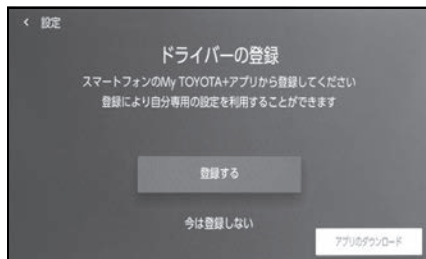 設定
ドライバーの登録
スマートフォンのMy TOYOTA+アプリから登録してください
登録により自分専用の設定を利用することができます
登録する
今は登録しない
アプリのダウンロード